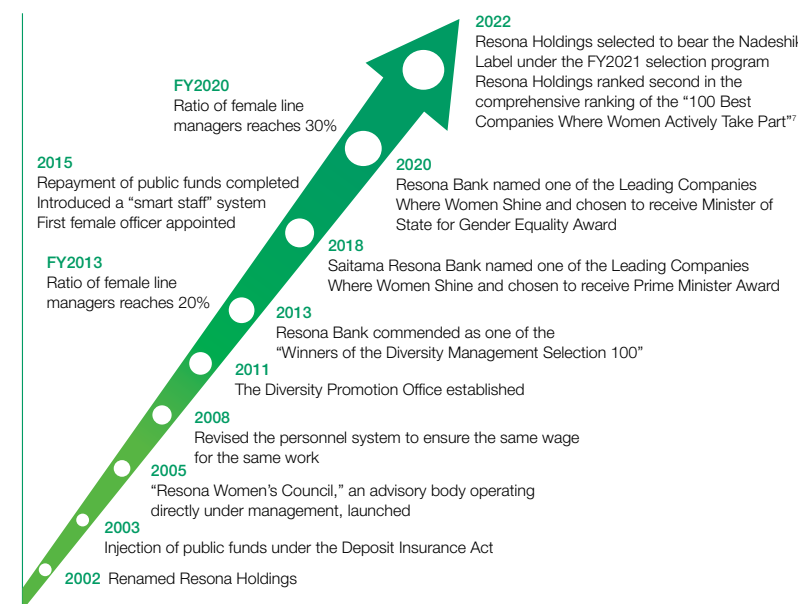 2022
Resona Holdings selected to bear the
Label under the FY2021 selection program
Resona Holdings ranked second in the
comprehensive ranking of the “100 Best
Companies Where Women Actively Take Part”7
FY2020
Ratio of female line
managers reaches 30%
2020
Resona Bank named one of the Leading Companies
Where Women Shine and chosen to receive Minister of
State for Gender Equality Award
2015
Repayment of public funds completed
Introduced a “smart staff” system
First female officer appointed
2018
Saitama Resona Bank named one of the Leading Companies
Where Women Shine and chosen to receive Prime Minister Award
FY2013
Ratio of female line
managers reaches 20%
2013
Resona Bank commended as one of the
“Winners of the Diversity Management Selection 100”
2011
The Diversity Promotion Office established
2008
Revised the personnel system to ensure the same wage
for the same work
2005
“Resona Women’s Council,” an advisory body operating
directly under management, launched
2003
Injection of public funds under the Deposit Insurance Act
2002 Renamed Resona Holdings